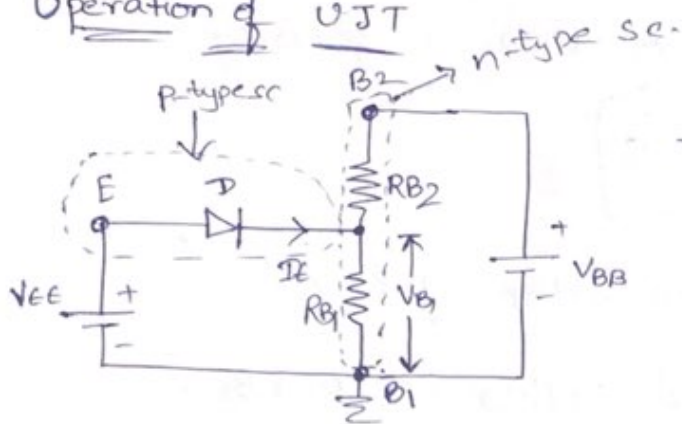 Operation of UJT
n-type sc.
B2
p-type sc
E
D
RB2
+
IE
VB1
VBB
VEE
+
RB1
-
-
B1